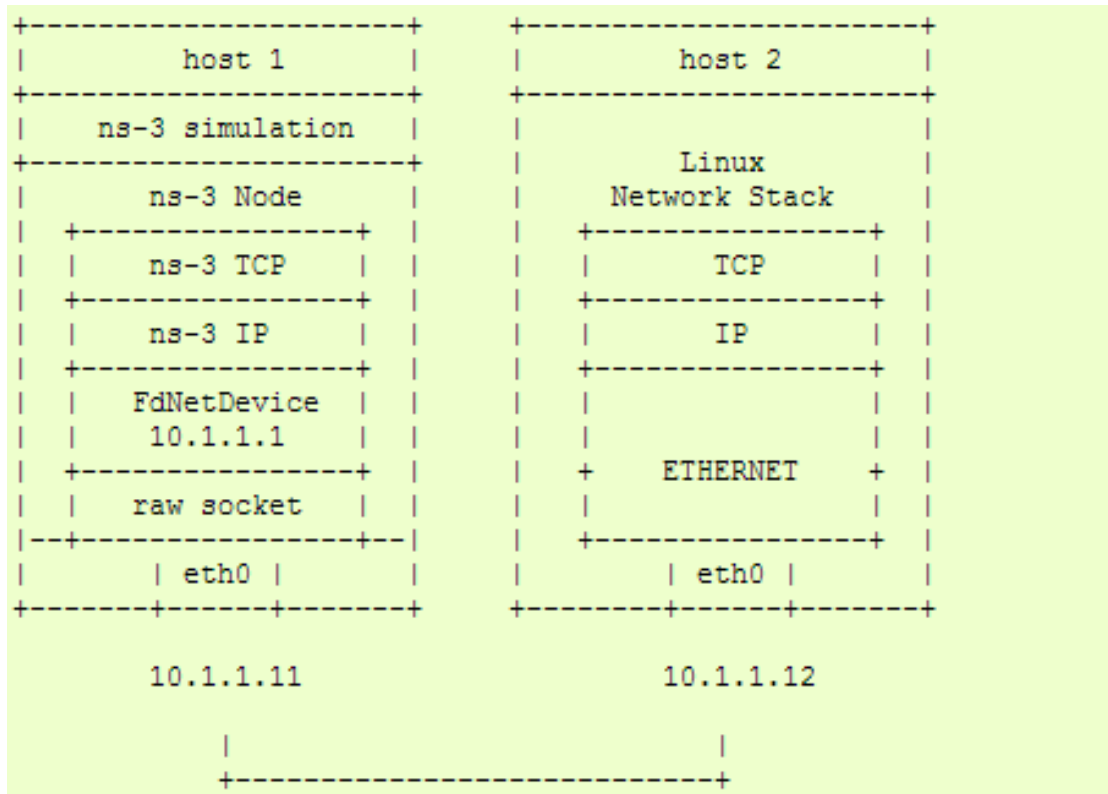 +----------------------+    +-----------------------+
|        host 1        |    |        host 2         |
+----------------------+    +-----------------------+
|   ns-3 simulation    |    |                       |
+----------------------+    |         Linux         |
|      ns-3 Node       |    |     Network Stack     |
|  +----------------+  |    |   +----------------+  |
|  |    ns-3 TCP    |  |    |   |       TCP      |  |
|  +----------------+  |    |   +----------------+  |
|  |    ns-3 IP     |  |    |   |       IP       |  |
|  +----------------+  |    |   +----------------+  |
|  |   FdNetDevice  |  |    |   |                |  |
|  |    10.1.1.1    |  |    |   |                |  |
|  +----------------+  |    |   +    ETHERNET    +  |
|  |   raw socket   |  |    |   |                |  |
|--+----------------+--|    |   +----------------+  |
|       | eth0 |       |    |        | eth0 |       |
+-------+------+-------+    +--------+------+-------+
10.1.1.11                     10.1.1.12
|                            |
+----------------------------+